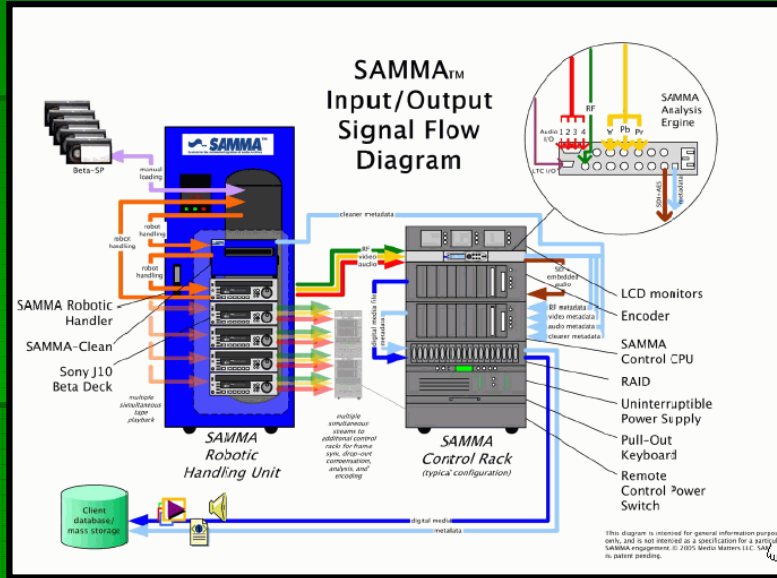 SAMMA™
Input/Output
Signal Flow
Diagram
SAMMA
Analysis
Engine
RF
Audio
I/O
1 2 3 4
Y Pb Pr
LTC I/O
SDI+AES
metadata
Beta-SP
manual
loading
SAMMA™
robot
handling
robot
handling
robot
handling
cleaner metadata
RF
video
audio
digital media file
metadata
embedded
audio
RF metadata
video metadata
audio metadata
cleaner metadata
SAMMA Robotic
Handler
SAMMA-Clean
Sony J10
Beta Deck
LCD monitors
Encoder
SAMMA
Control CPU
RAID
Uninterruptible
Power Supply
Pull-Out
Keyboard
Remote
Control Power
Switch
multiple
simultaneous
tape
playback
SAMMA
Robotic
Handling Unit
multiple
simultaneous
streams to
additional control
racks for frame
sync, drop-out
compensation,
analysis, and
encoding
SAMMA
Control Rack
(typical configuration)
Client
database/
mass storage
digital media
metadata
This diagram is intended for general information purpos
only, and is not intended as a specification for a particul
SAMMA engagement. © 2005 Media Matters LLC. SAM
is patent pending.